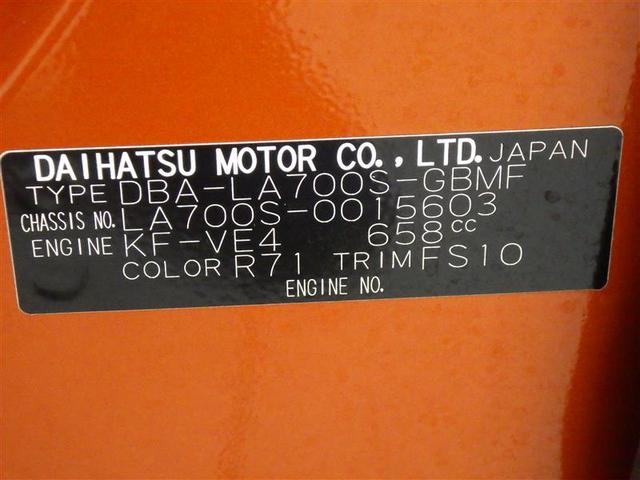 DAIHATSU MOTOR CO., LTD. JAPAN
TYPE DBA-LA700S-GBMF
CHASSIS NO. LA700S-0015603
ENGINE KF-VE4 658cc
COLOR R71 TRIM FS10
ENGINE NO.